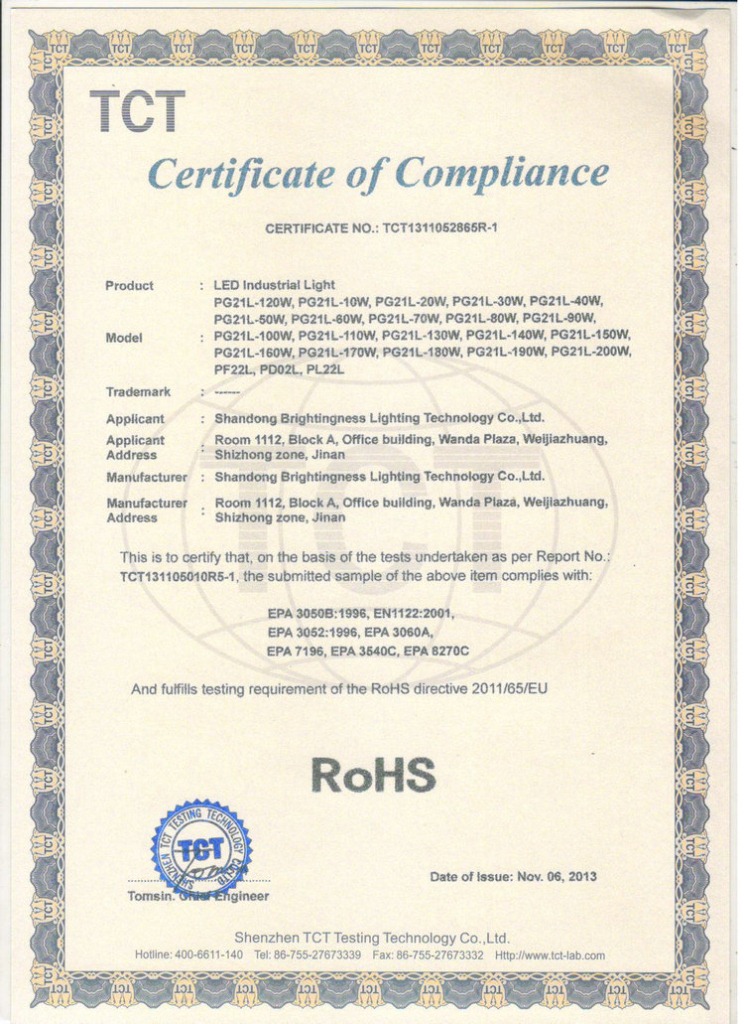 TCT
Certificate of Compliance
CERTIFICATE NO.: TCT1311052865R-1
Product : LED Industrial Light
PG21L-120W, PG21L-10W, PG21L-20W, PG21L-30W, PG21L-40W,
PG21L-50W, PG21L-60W, PG21L-70W, PG21L-80W, PG21L-90W,
Model : PG21L-100W, PG21L-110W, PG21L-130W, PG21L-140W, PG21L-150W,
PG21L-160W, PG21L-170W, PG21L-180W, PG21L-190W, PG21L-200W,
PF22L, PD02L, PL22L
Trademark : ------
Applicant : Shandong Brightingness Lighting Technology Co.,Ltd.
Applicant Address : Room 1112, Block A, Office building, Wanda Plaza, Weijiazhuang,
Shizhong zone, Jinan
Manufacturer : Shandong Brightingness Lighting Technology Co.,Ltd.
Manufacturer Address : Room 1112, Block A, Office building, Wanda Plaza, Weijiazhuang,
Shizhong zone, Jinan
This is to certify that, on the basis of the tests undertaken as per Report No.:
TCT131105010R5-1, the submitted sample of the above item complies with:
EPA 3050B:1996, EN1122:2001,
EPA 3052:1996, EPA 3060A,
EPA 7196, EPA 3540C, EPA 8270C
And fulfills testing requirement of the RoHS directive 2011/65/EU
RoHS
SHENZHEN TCT TESTING TECHNOLOGY CO.,LTD
TCT
Date of Issue: Nov. 06, 2013
Tomsin. Chief Engineer
Shenzhen TCT Testing Technology Co.,Ltd.
Hotline: 400-6611-140 Tel: 86-755-27673339 Fax: 86-755-27673332 Http://www.tct-lab.com